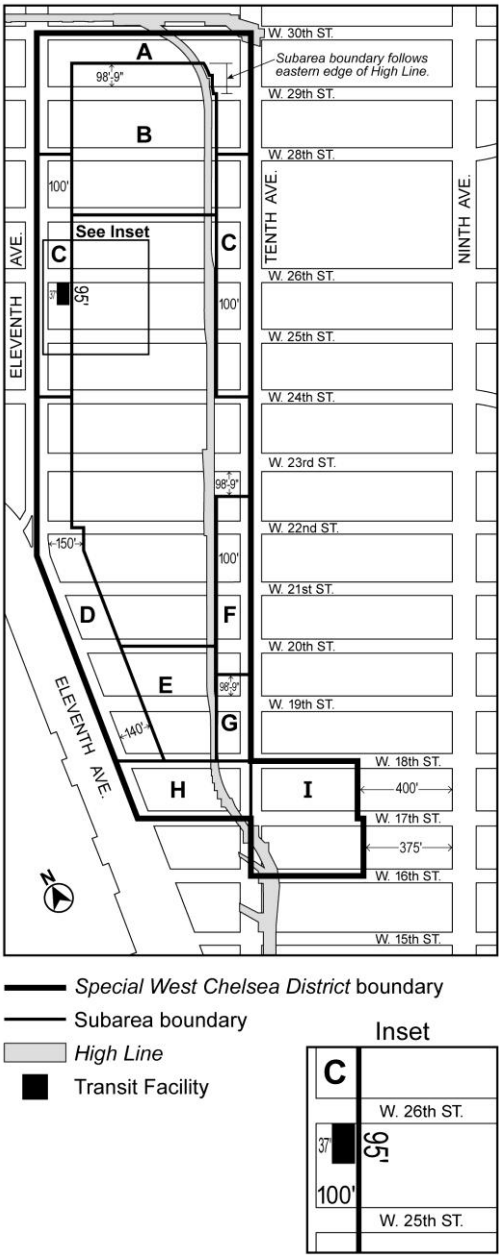 W. 30th ST.
A
98'-9"
Subarea boundary follows
eastern edge of High Line.
W. 29th ST.
B
W. 28th ST.
100'
TENTH AVE.
NINTH AVE.
See Inset
C
C
ELEVENTH AVE.
W. 26th ST.
37'
95'
100'
W. 25th ST.
W. 24th ST.
W. 23rd ST.
98'-9"
W. 22nd ST.
150'
100'
W. 21st ST.
D
F
W. 20th ST.
E
98'-9"
W. 19th ST.
ELEVENTH AVE.
140'
G
W. 18th ST.
H
I
400'
W. 17th ST.
375'
W. 16th ST.
N
W. 15th ST.
Special West Chelsea District boundary
Subarea boundary
High Line
Transit Facility
Inset
C
W. 26th ST.
37'
95'
100'
W. 25th ST.